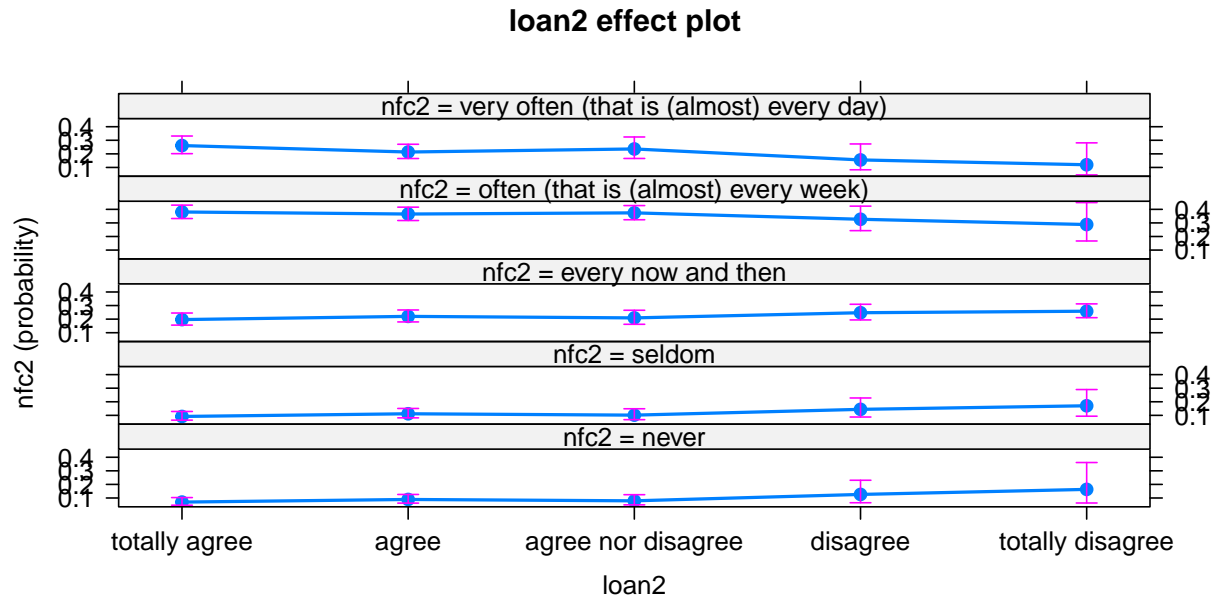 loan2 effect plot
nfc2 = very often (that is (almost) every day)
0.4
0.3
0.2
0.1
nfc2 = often (that is (almost) every week)
0.4
0.3
0.2
0.1
nfc2 = every now and then
0.4
0.3
0.2
0.1
nfc2 = seldom
0.4
0.3
0.2
0.1
nfc2 = never
0.4
0.3
0.2
0.1
nfc2 (probability)
totally agree agree agree nor disagree disagree totally disagree
loan2